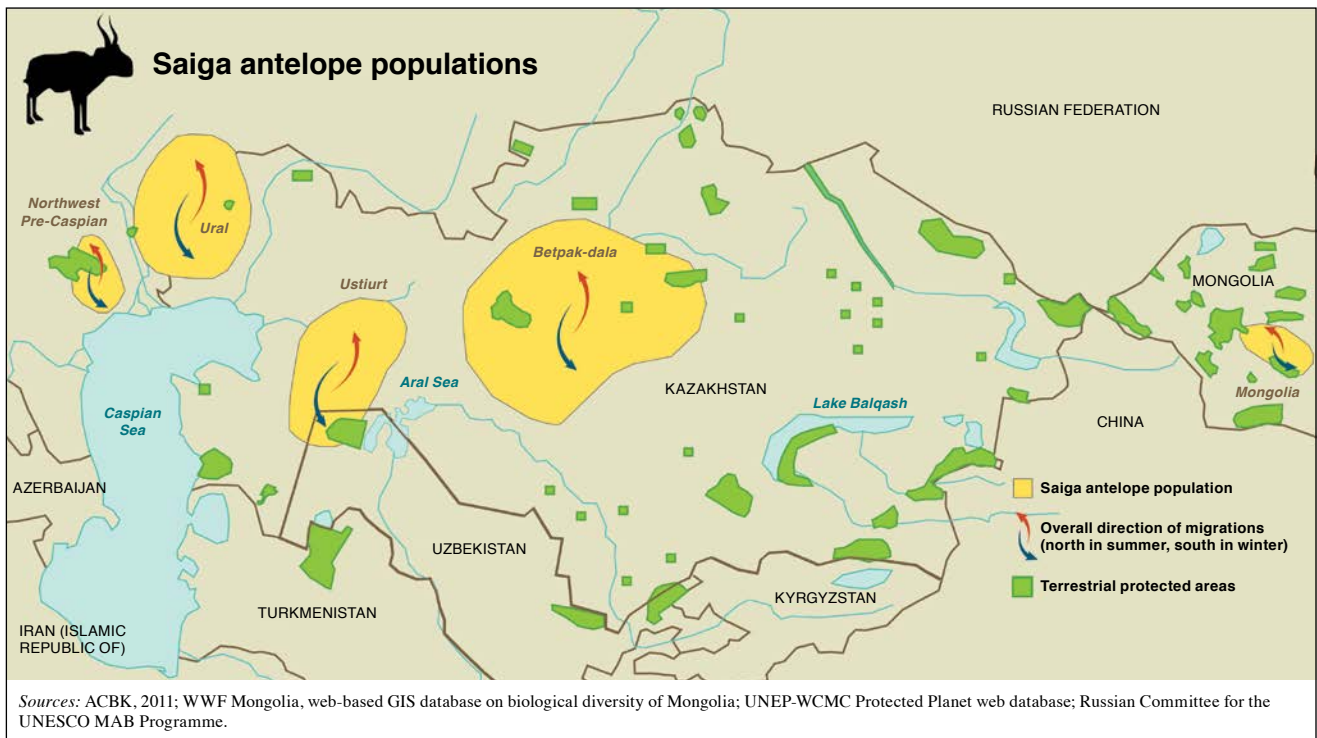 Saiga antelope populations
RUSSIAN FEDERATION
Northwest
Pre-Caspian
Ural
Betpak-dala
Ustiurt
MONGOLIA
Aral Sea
KAZAKHSTAN
Lake Balqash
Mongolia
Caspian
Sea
CHINA
AZERBAIJAN
UZBEKISTAN
KYRGYZSTAN
TURKMENISTAN
IRAN (ISLAMIC
REPUBLIC OF)
Saiga antelope population
Overall direction of migrations
(north in summer, south in winter)
Terrestrial protected areas
Sources: ACBK, 2011; WWF Mongolia, web-based GIS database on biological diversity of Mongolia; UNEP-WCMC Protected Planet web database; Russian Committee for the
UNESCO MAB Programme.